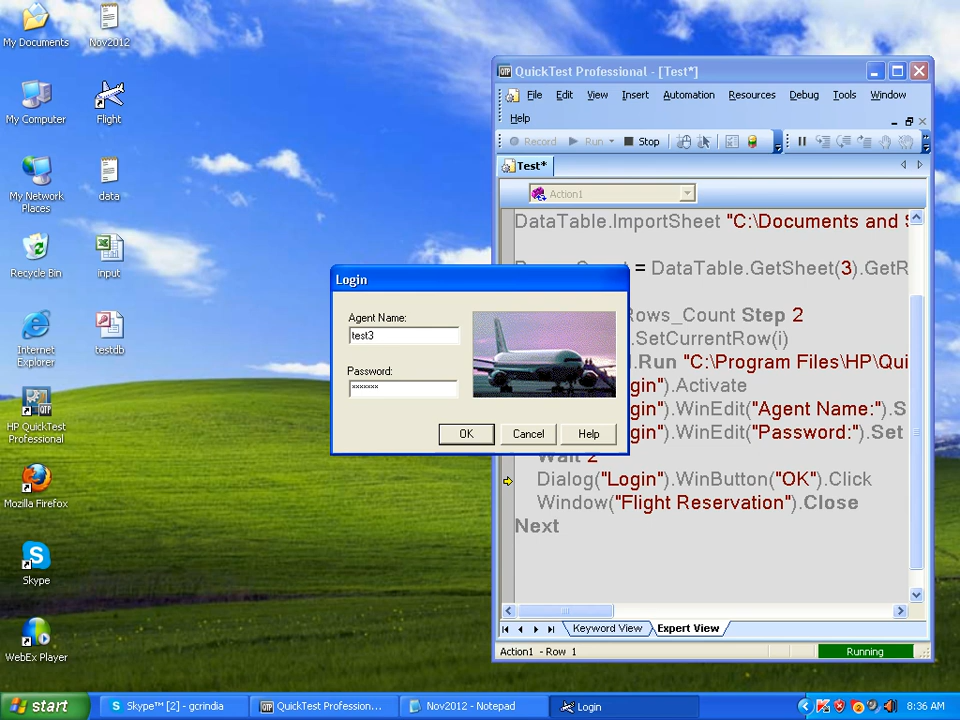 My Documents
Nov2012
My Computer
Flight
My Network
Places
data
Recycle Bin
input
Internet
Explorer
testdb
HP QuickTest
Professional
Mozilla Firefox
Skype
WebEx Player
QuickTest Professional - [Test*]
File Edit View Insert Automation Resources Debug Tools Window
Help
Record Run Stop
Test*
Action1
DataTable.ImportSheet "C:\Documents and
= DataTable.GetSheet(3).GetR
Rows_Count Step 2
.SetCurrentRow(i)
.Run "C:\Program Files\HP\Qui
gin").Activate
gin").WinEdit("Agent Name:").S
gin").WinEdit("Password:").Set
Wait 2
Dialog("Login").WinButton("OK").Click
Window("Flight Reservation").Close
Next
Keyword View Expert View
Action1 - Row 1
Running
Login
Agent Name:
test3
Password:
×××××××
OK Cancel Help
start
Skype™ [2] - gcrindia
QuickTest Profession...
Nov2012 - Notepad
Login
8:36 AM